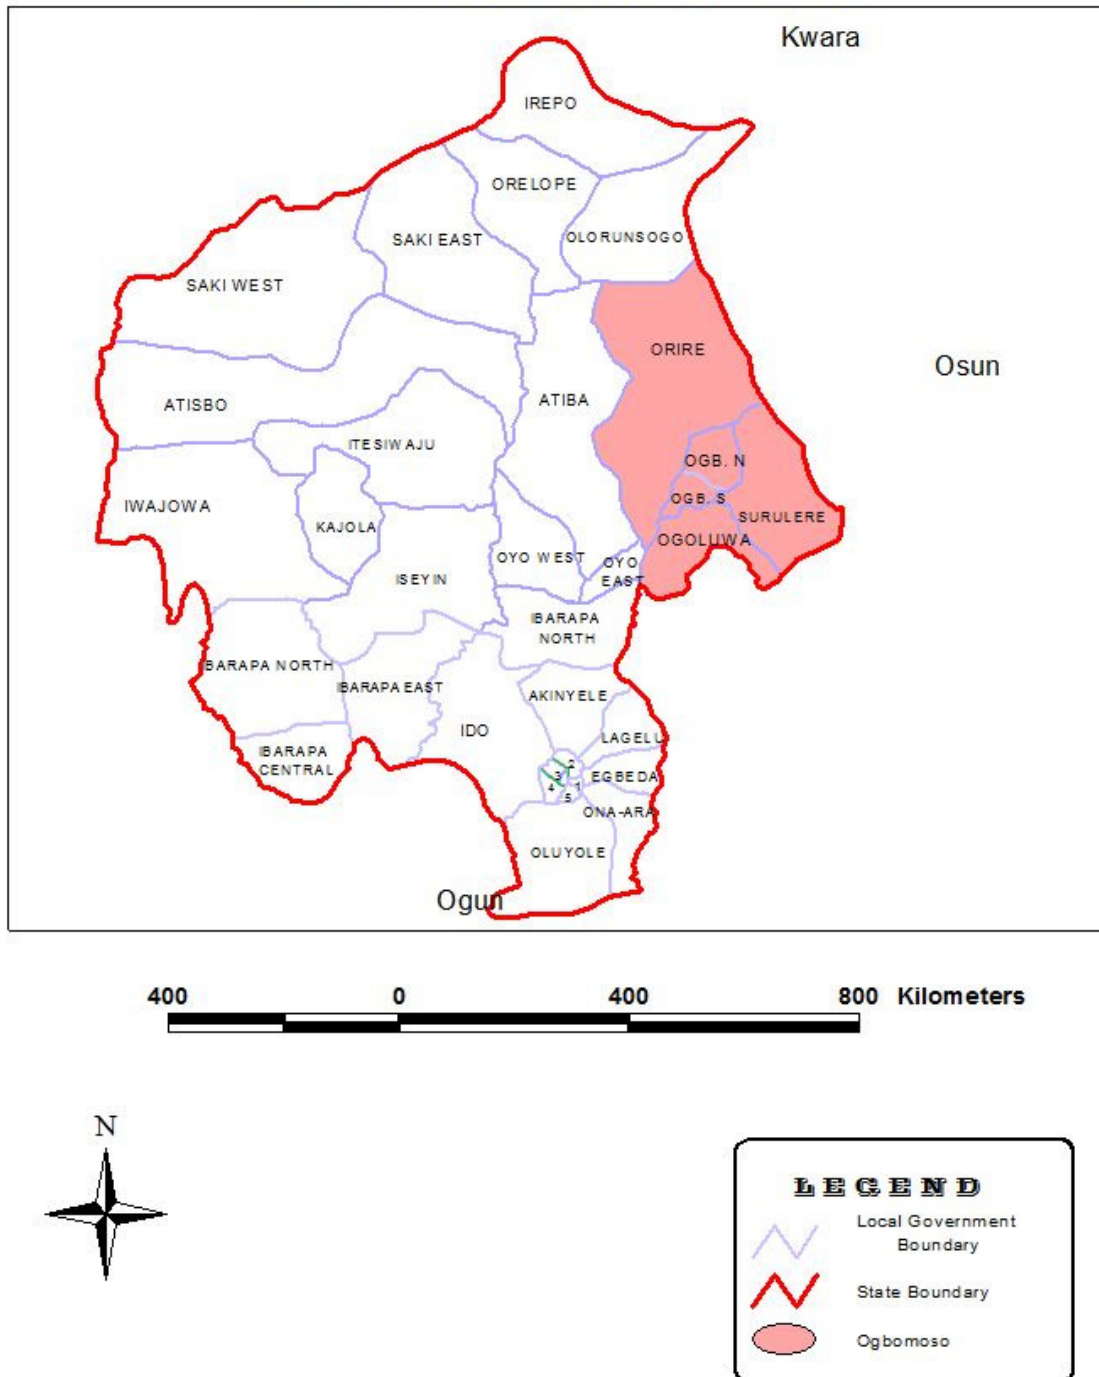 Kwara
IREPO
ORELOPE
SAKI EAST
OLORUNSOGO
SAKI WEST
ORIRE
Osun
ATISBO
ATIBA
ITESIWAJU
OGB. N
IWAJOWA
OGB. S
KAJOLA
SURULERE
OGOLUWA
OYO WEST
OYO
EAST
ISEYIN
IBARAPA
NORTH
BARAPA NORTH
IBARAPA EAST
AKINYELE
IDO
LAGELU
IBARAPA
CENTRAL
2
3
EGBEDA
4
1
5
ONA-ARA
OLUYOLE
Ogun
400 0 400 800 Kilometers
N
LEGEND
Local Government
Boundary
State Boundary
Ogbomoso